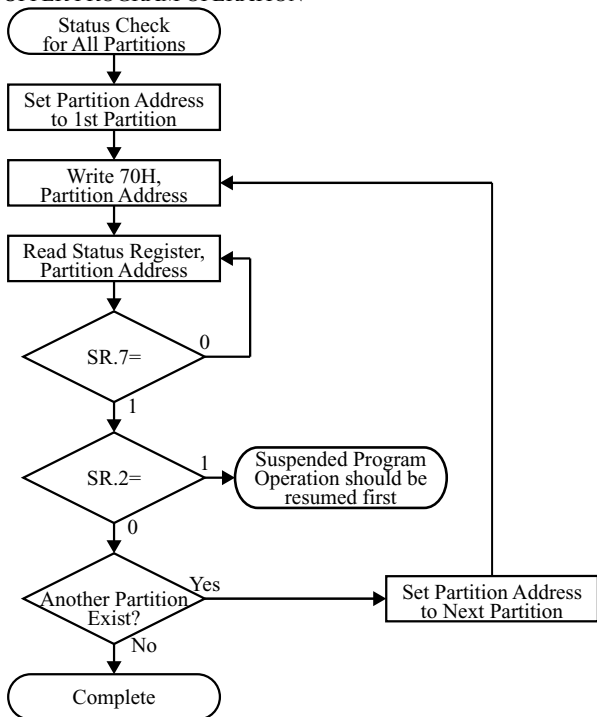 Status Check
for All Partitions
Set Partition Address
to 1st Partition
Write 70H,
Partition Address
Read Status Register,
Partition Address
SR.7=
0
1
SR.2=
1
Suspended Program
Operation should be
resumed first
0
Another Partition
Exist?
Yes
Set Partition Address
to Next Partition
No
Complete